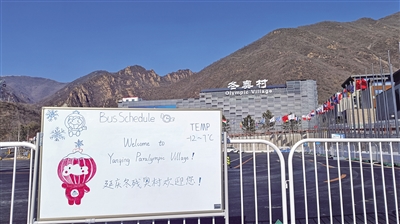 冬奥村
Olympic Village
Bus Schedule
TEMP
-12~7℃
Welcome to
Yanqing Paralympic Village!
延庆冬残奥村欢迎您!